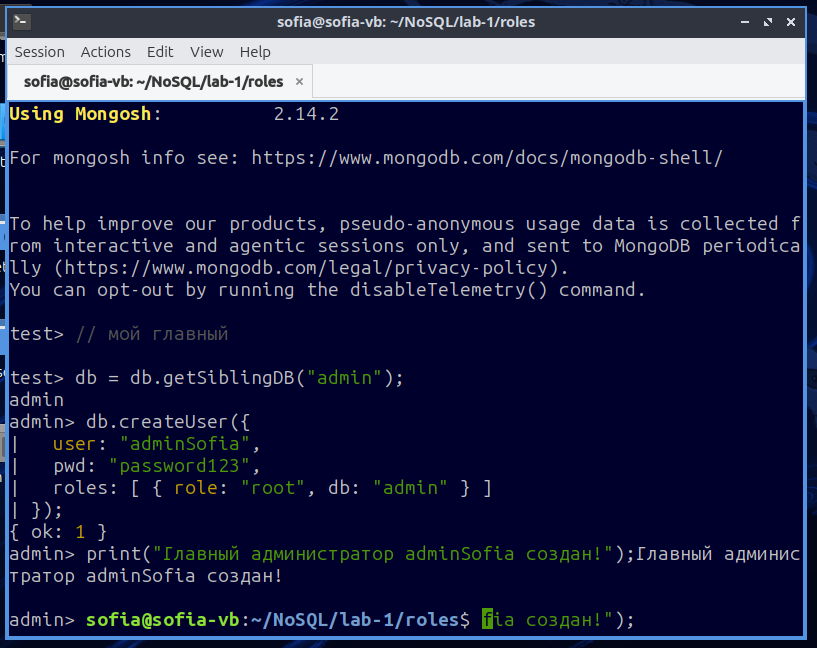 sofia@sofia-vb: ~/NoSQL/lab-1/roles
Session Actions Edit View Help
sofia@sofia-vb: ~/NoSQL/lab-1/roles ×
Using Mongosh: 2.14.2
For mongosh info see: https://www.mongodb.com/docs/mongodb-shell/
To help improve our products, pseudo-anonymous usage data is collected f
rom interactive and agentic sessions only, and sent to MongoDB periodica
lly (https://www.mongodb.com/legal/privacy-policy).
You can opt-out by running the disableTelemetry() command.
test> // мой главный
test> db = db.getSiblingDB("admin");
admin
admin> db.createUser({
|   user: "adminSofia",
|   pwd: "password123",
|   roles: [ { role: "root", db: "admin" } ]
| });
{ ok: 1 }
admin> print("Главный администратор adminSofia создан!");Главный админис
тратор adminSofia создан!
admin> sofia@sofia-vb:~/NoSQL/lab-1/roles$ fia создан!");